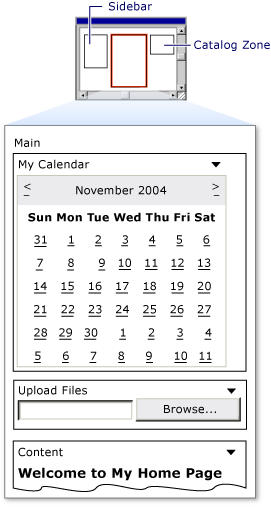 Sidebar
Catalog Zone
Main
My Calendar
< November 2004 >
Sun Mon Tue Wed Thu Fri Sat
31 1 2 3 4 5 6
7 8 9 10 11 12 13
14 15 16 17 18 19 20
21 22 23 24 25 26 27
28 29 30 1 2 3 4
5 6 7 8 9 10 11
Upload Files
Browse...
Content
Welcome to My Home Page